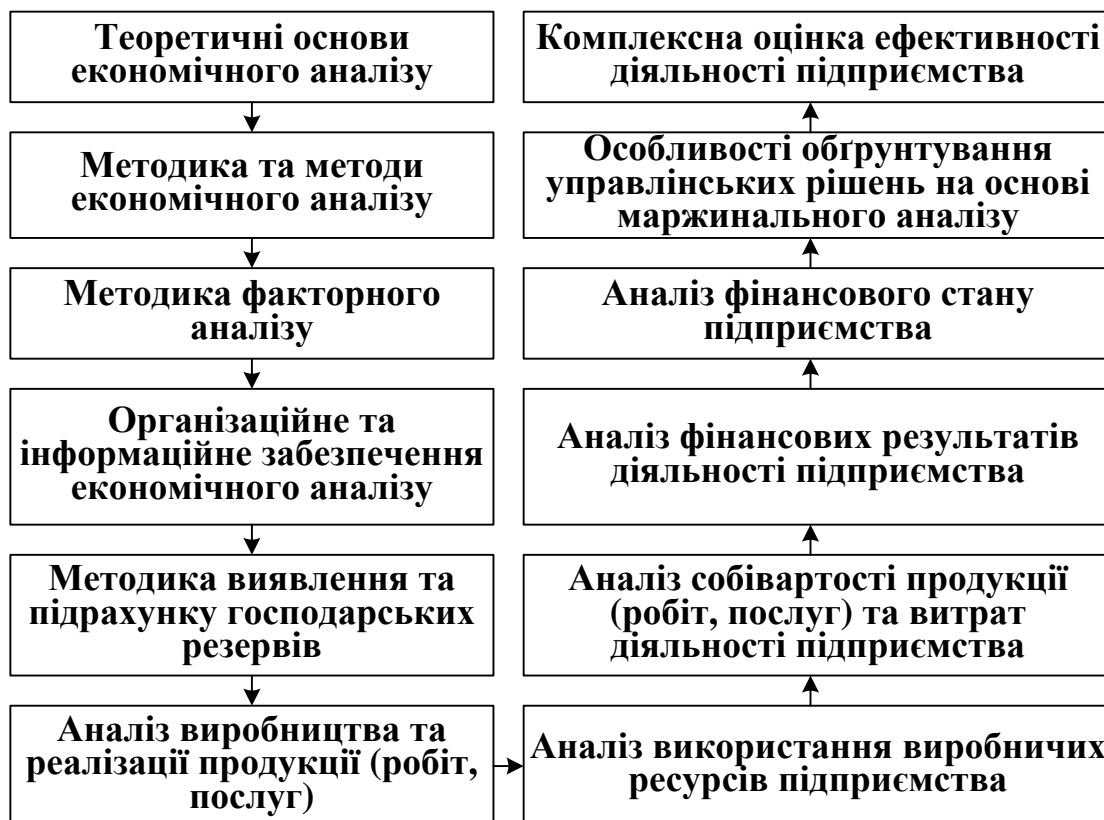 Теоретичні основи
економічного аналізу
Методика та методи
економічного аналізу
Методика факторного
аналізу
Організаційне та
інформаційне забезпечення
економічного аналізу
Методика виявлення та
підрахунку господарських
резервів
Аналіз виробництва та
реалізації продукції (робіт,
послуг)
Аналіз використання виробничих
ресурсів підприємства
Аналіз собівартості продукції
(робіт, послуг) та витрат
діяльності підприємства
Аналіз фінансових результатів
діяльності підприємства
Аналіз фінансового стану
підприємства
Особливості обґрунтування
управлінських рішень на основі
маржинального аналізу
Комплексна оцінка ефективності
діяльності підприємства